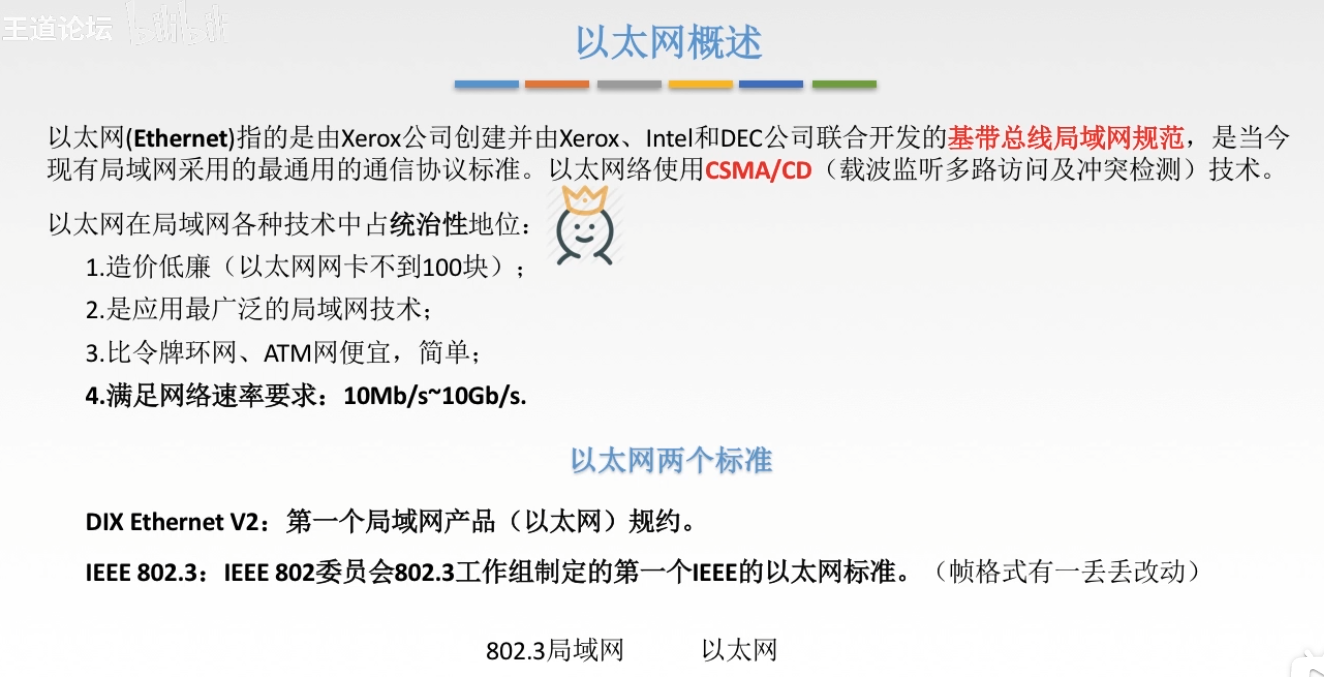 王道论坛 bilibili
以太网概述
以太网(Ethernet)指的是由Xerox公司创建并由Xerox、Intel和DEC公司联合开发的基带总线局域网规范，是当今
现有局域网采用的最通用的通信协议标准。以太网络使用CSMA/CD（载波监听多路访问及冲突检测）技术。
以太网在局域网各种技术中占统治性地位：
1.造价低廉（以太网网卡不到100块）；
2.是应用最广泛的局域网技术；
3.比令牌环网、ATM网便宜，简单；
4.满足网络速率要求：10Mb/s~10Gb/s.
以太网两个标准
DIX Ethernet V2：第一个局域网产品（以太网）规约。
IEEE 802.3：IEEE 802委员会802.3工作组制定的第一个IEEE的以太网标准。（帧格式有一丢丢改动）
802.3局域网 以太网